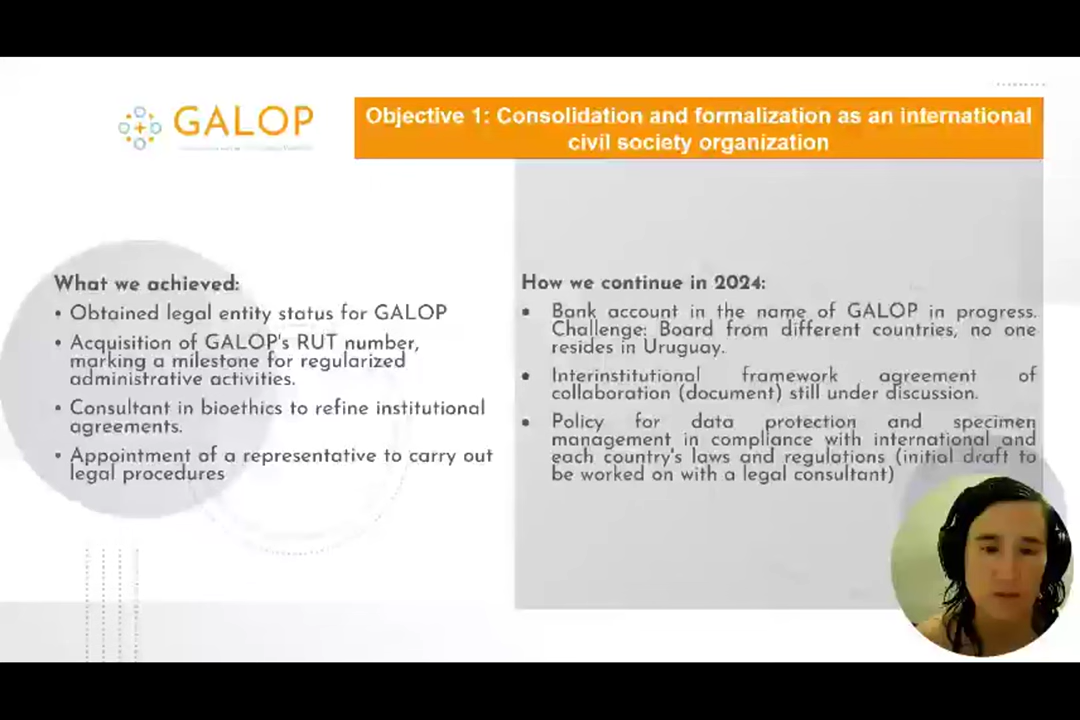 GALOP
Objective 1: Consolidation and formalization as an international
civil society organization
What we achieved:
• Obtained legal entity status for GALOP
• Acquisition of GALOP's RUT number,
marking a milestone for regularized
administrative activities.
• Consultant in bioethics to refine institutional
agreements.
• Appointment of a representative to carry out
legal procedures
How we continue in 2024:
• Bank account in the name of GALOP in progress.
Challenge: Board from different countries, no one
resides in Uruguay.
• Interinstitutional framework agreement of
collaboration (document) still under discussion.
• Policy for data protection and specimen
management in compliance with international and
each country's laws and regulations (initial draft to
be worked on with a legal consultant)